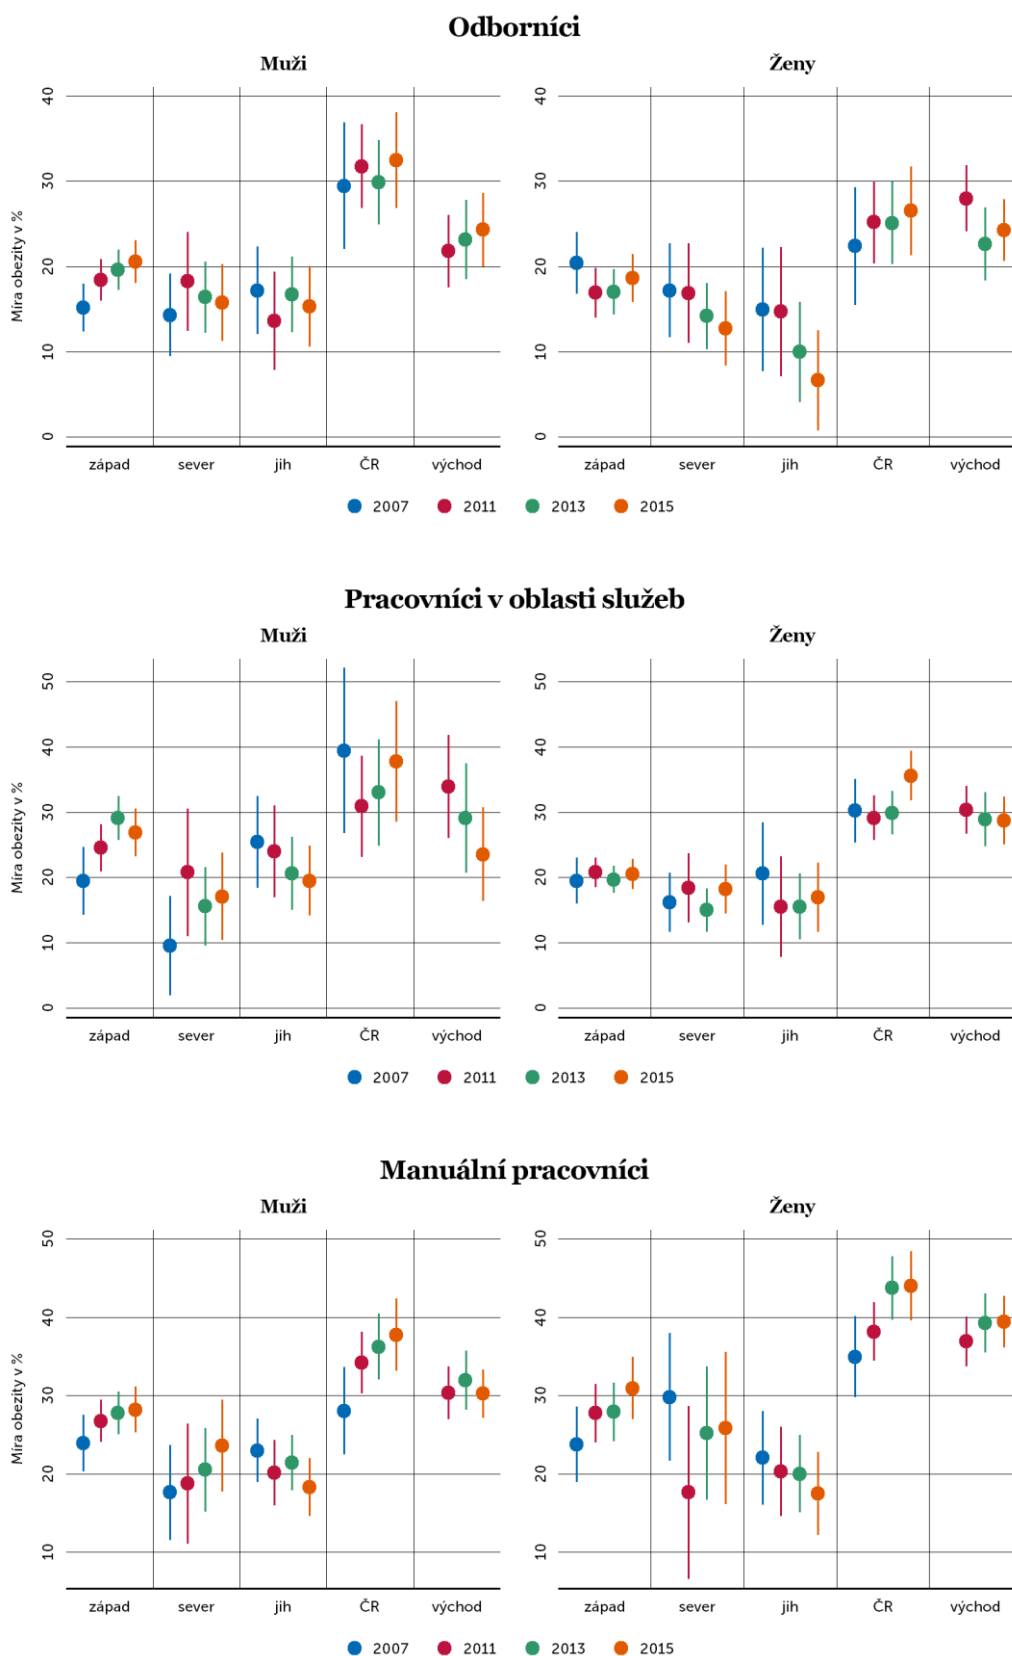 Odborníci
Muži
Ženy
Míra obezity v %
40
30
20
10
0
40
30
20
10
0
západ sever jih ČR východ
západ sever jih ČR východ
2007 2011 2013 2015
Pracovníci v oblasti služeb
Muži
Ženy
Míra obezity v %
50
40
30
20
10
0
50
40
30
20
10
0
západ sever jih ČR východ
západ sever jih ČR východ
2007 2011 2013 2015
Manuální pracovníci
Muži
Ženy
Míra obezity v %
50
40
30
20
10
50
40
30
20
10
západ sever jih ČR východ
západ sever jih ČR východ
2007 2011 2013 2015